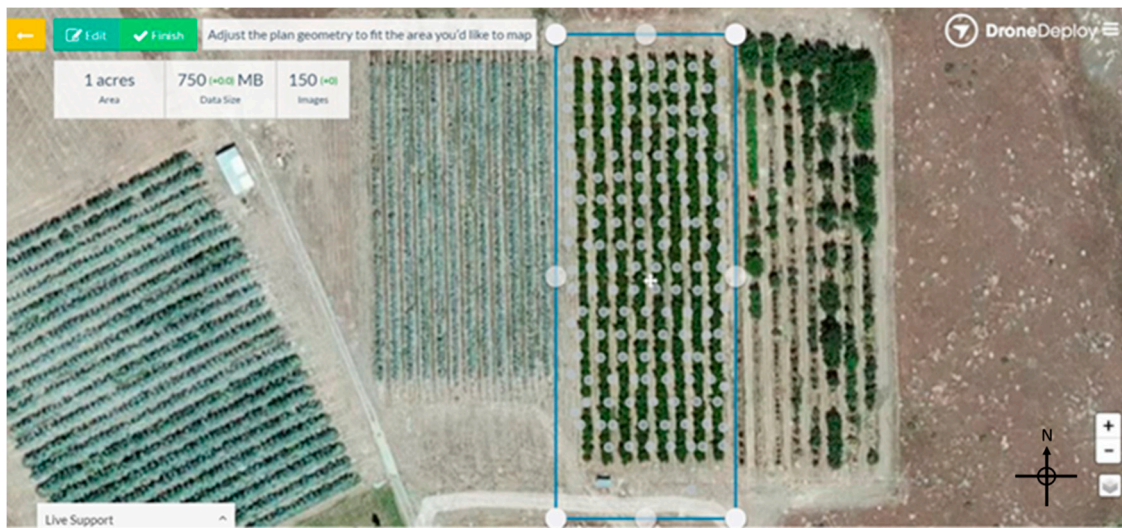 Edit
Finish
Adjust the plan geometry to fit the area you'd like to map
DroneDeploy
1 acres
750 (+0.0) MB
150 (+0)
Area
Data Size
Images
N
Live Support